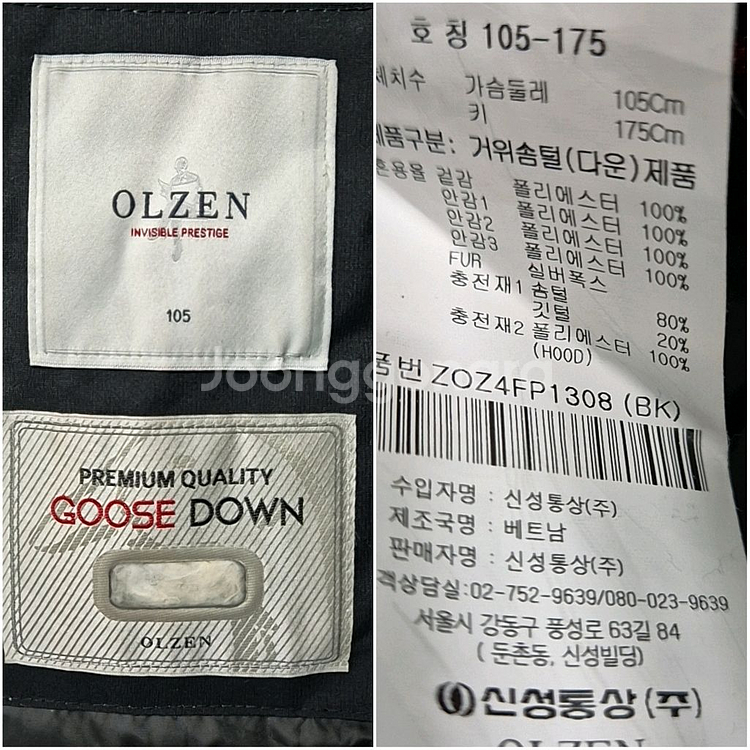 OLZEN
INVISIBLE PRESTIGE
105
PREMIUM QUALITY
GOOSE DOWN
OLZEN
호칭 105-175
체치수 가슴둘레 105Cm
키 175Cm
제품구분: 거위솜털(다운)제품
혼용율 겉감 폴리에스터 100%
안감1 폴리에스터 100%
안감2 폴리에스터 100%
안감3 폴리에스터 100%
FUR 실버폭스
충전재1 솜털 80%
깃털 20%
충전재2 폴리에스터 100%
(HOOD)
품번 ZOZ4FP1308 (BK)
수입자명 : 신성통상(주)
제조국명 : 베트남
판매자명 : 신성통상(주)
객상담실:02-752-9639/080-023-9639
서울시 강동구 풍성로 63길 84
( 둔촌동, 신성빌딩)
신성통상(주)
OLZEN
Joonggonara